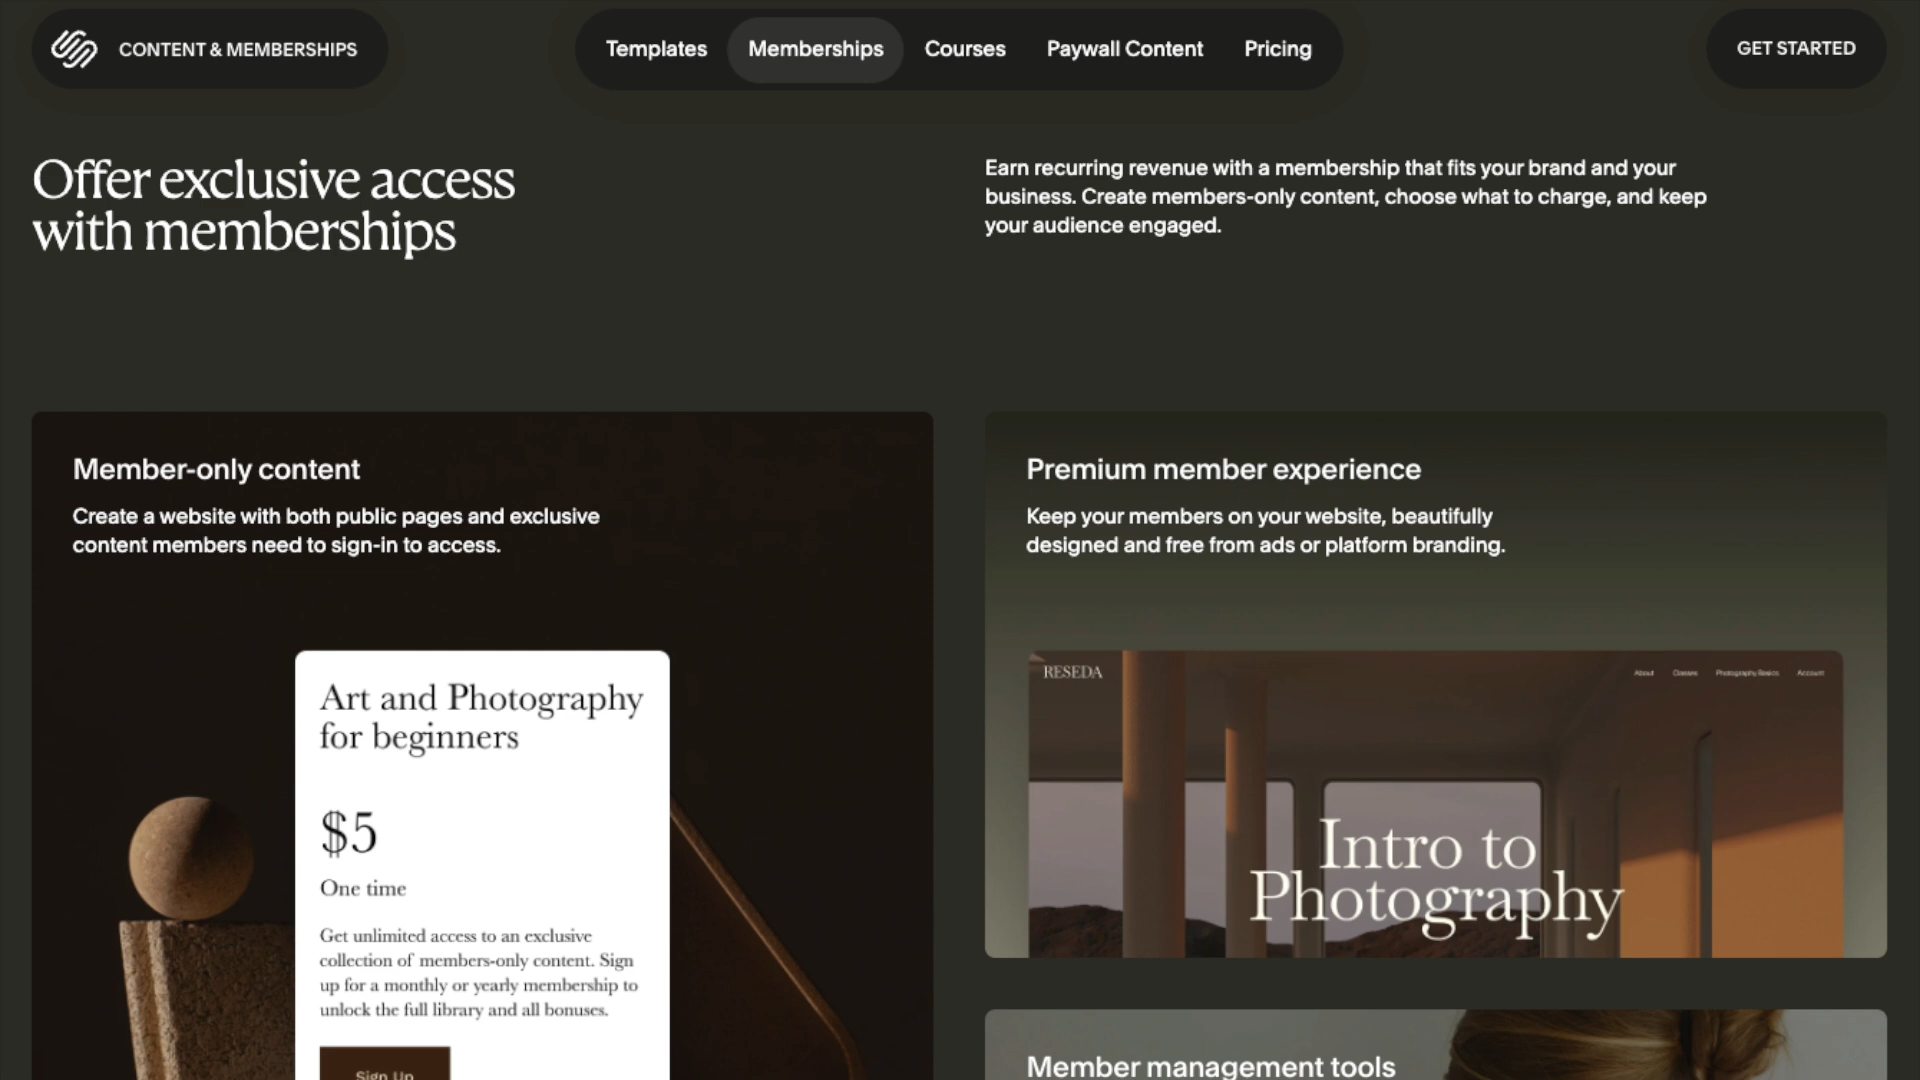 CONTENT & MEMBERSHIPS
Templates
Memberships
Courses
Paywall Content
Pricing
GET STARTED
Offer exclusive access
with memberships
Earn recurring revenue with a membership that fits your brand and your
business. Create members-only content, choose what to charge, and keep
your audience engaged.
Member-only content
Create a website with both public pages and exclusive
content members need to sign-in to access.
Art and Photography
for beginners
$5
One time
Get unlimited access to an exclusive
collection of members-only content. Sign
up for a monthly or yearly membership to
unlock the full library and all bonuses.
Sign Up
Premium member experience
Keep your members on your website, beautifully
designed and free from ads or platform branding.
RESEDA
About
Classes
Photography Basics
Account
Intro to
Photography
Member management tools